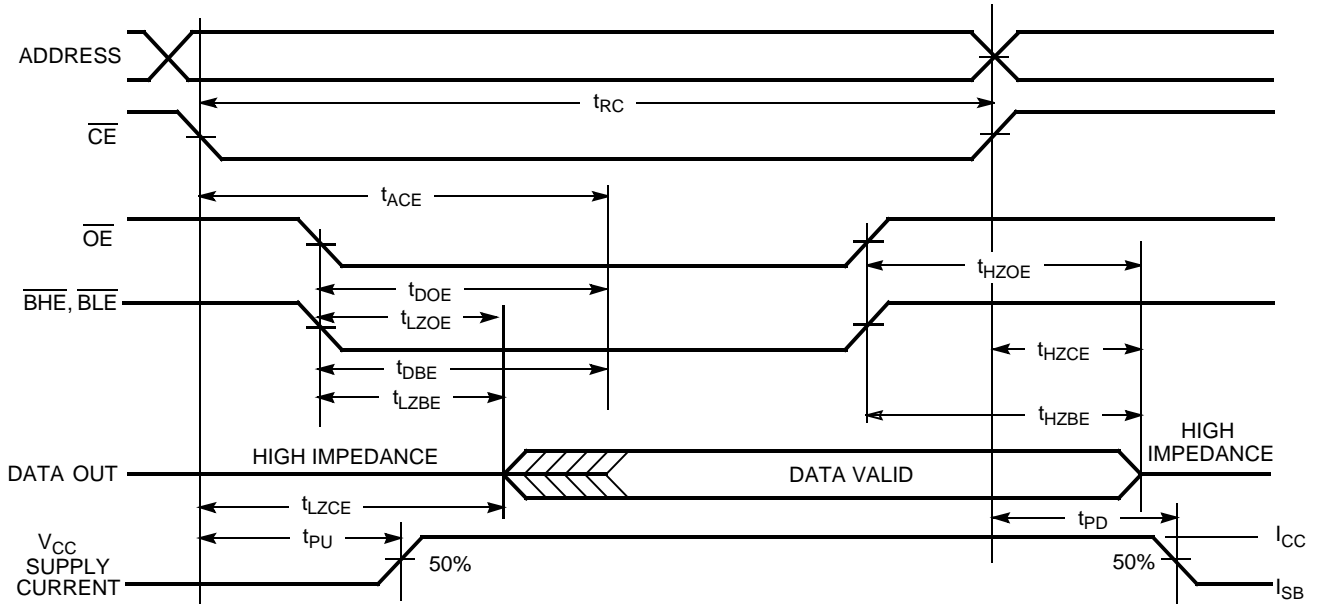 ADDRESS
tRC
CE
tACE
OE
tHZOE
tDOE
BHE, BLE
tLZOE
tHZCE
tDBE
tLZBE
tHZBE
HIGH
IMPEDANCE
HIGH IMPEDANCE
DATA OUT
DATA VALID
tLZCE
tPD
tPU
VCC
SUPPLY
CURRENT
50%
50%
ICC
ISB